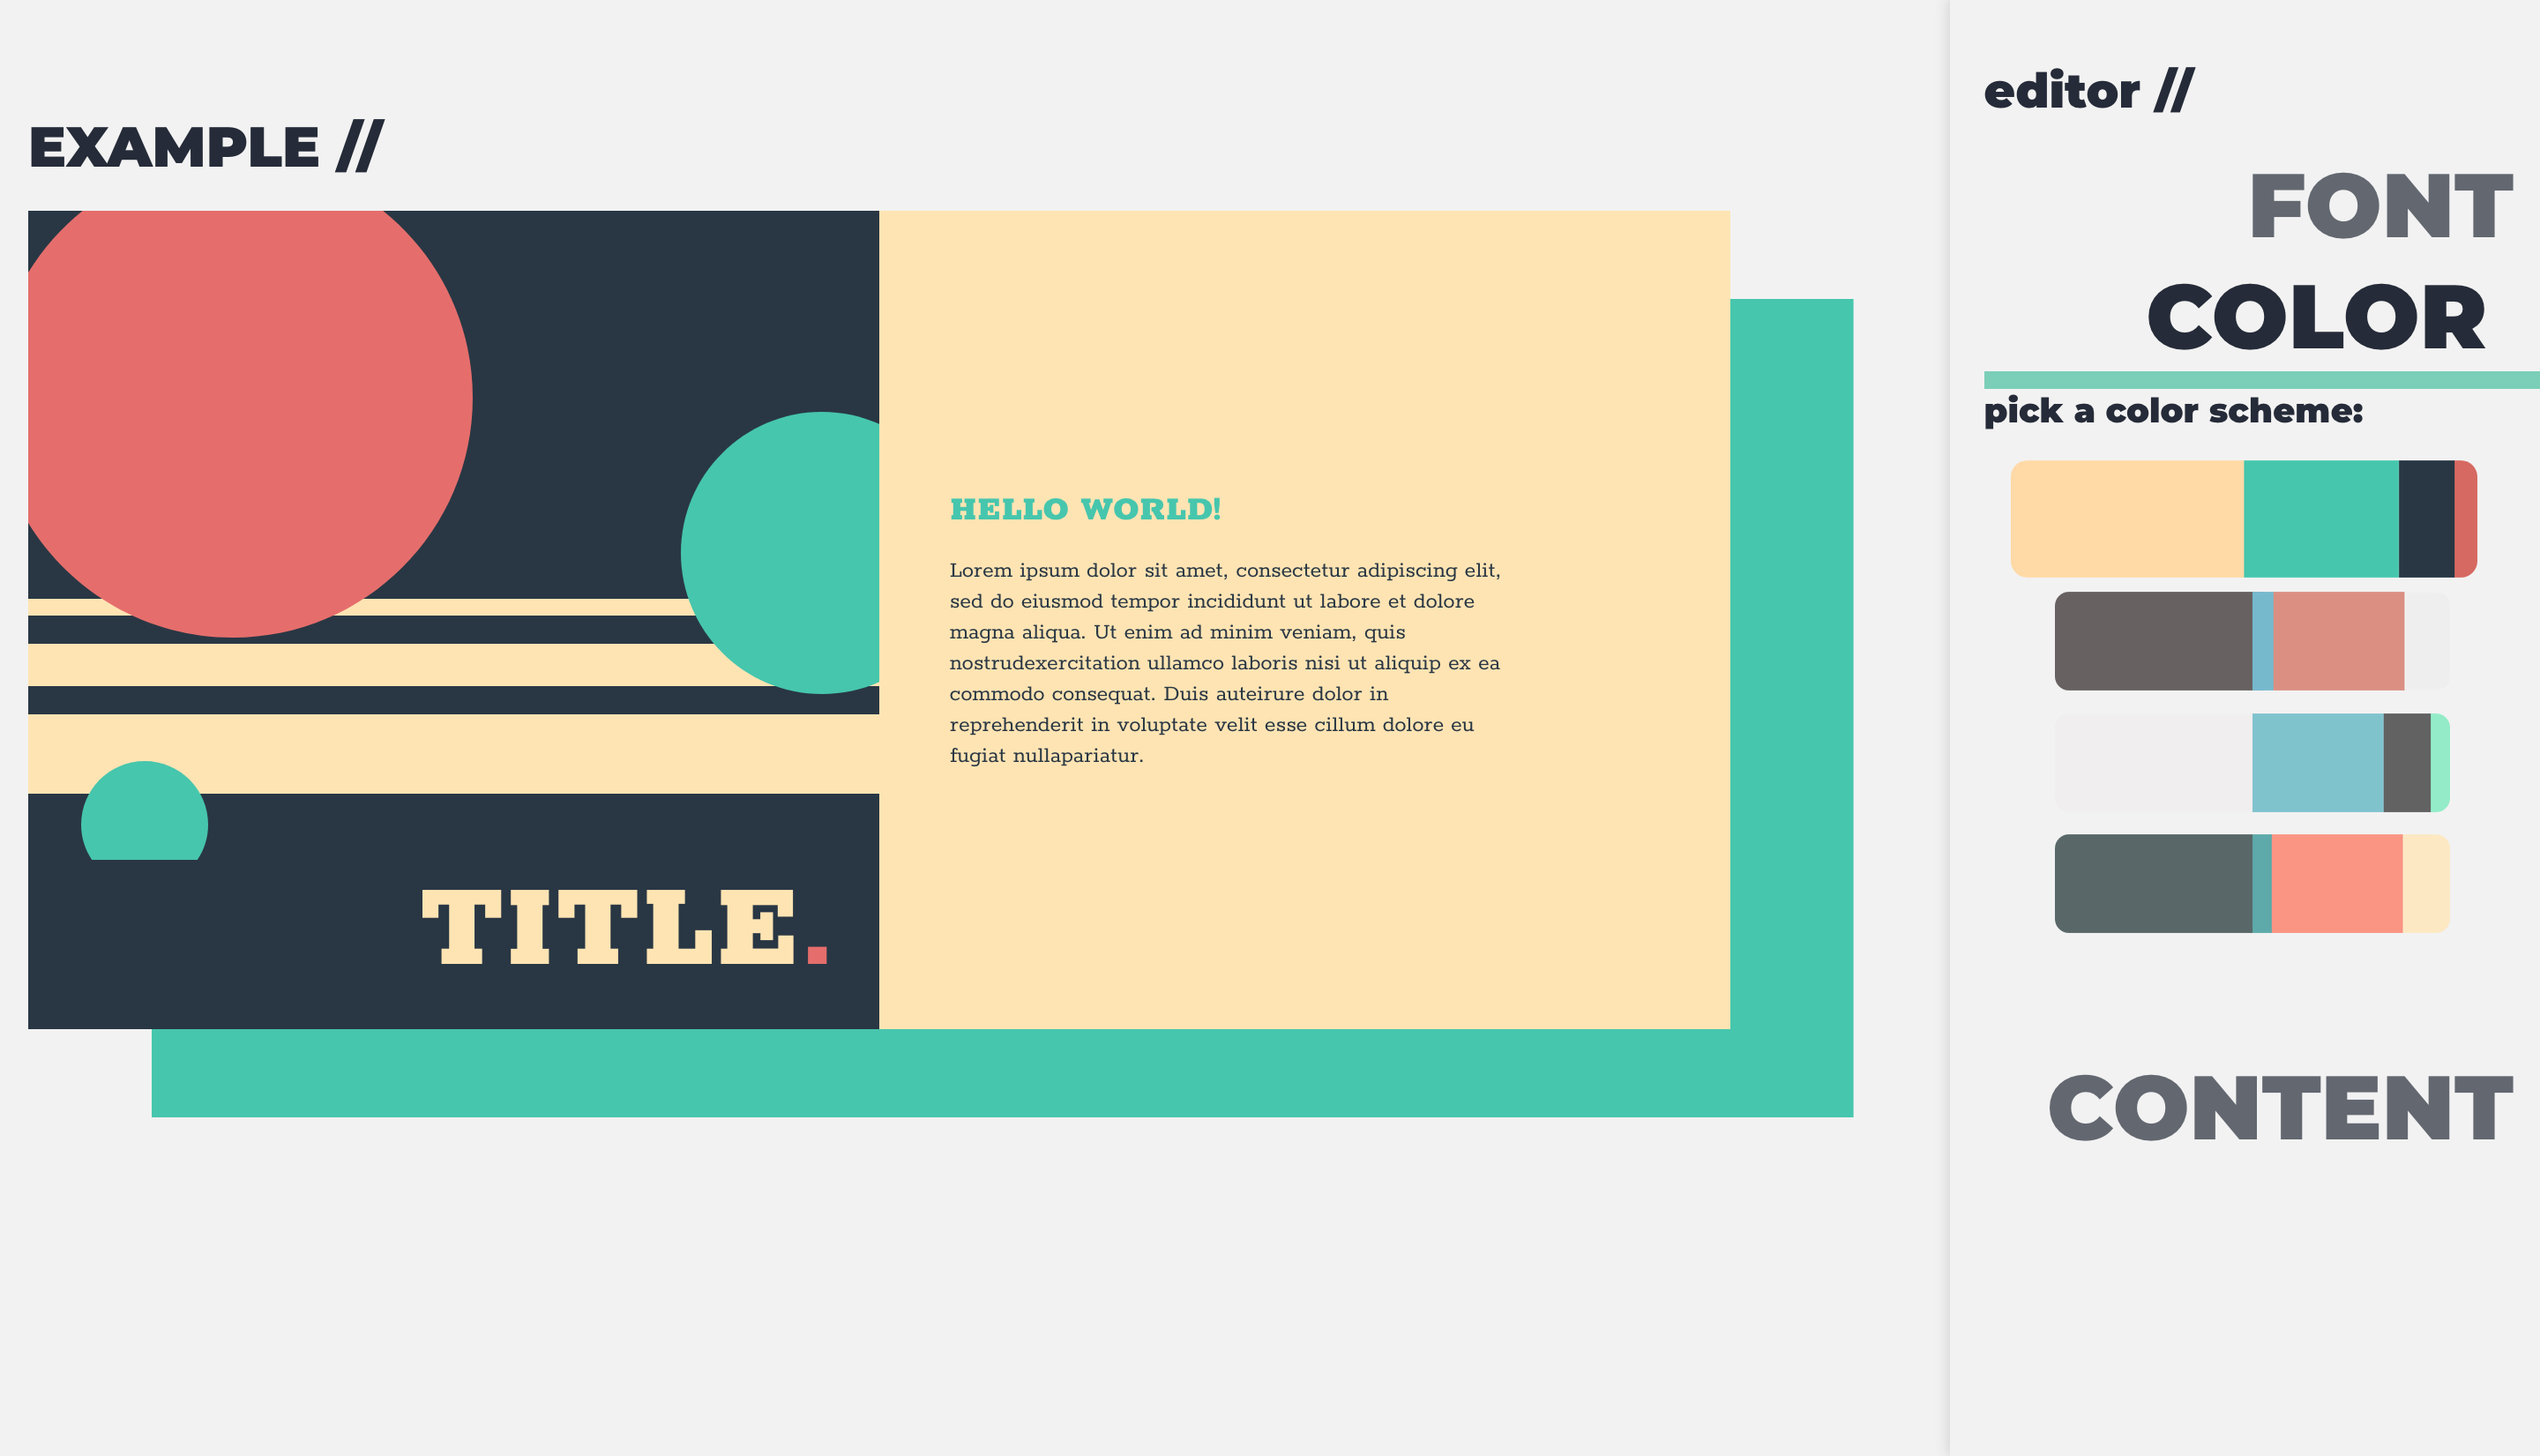 EXAMPLE //
TITLE.
HELLO WORLD!
Lorem ipsum dolor sit amet, consectetur adipiscing elit,
sed do eiusmod tempor incididunt ut labore et dolore
magna aliqua. Ut enim ad minim veniam, quis
nostrudexercitation ullamco laboris nisi ut aliquip ex ea
commodo consequat. Duis auteirure dolor in
reprehenderit in voluptate velit esse cillum dolore eu
fugiat nullapariatur.
editor //
FONT
COLOR
pick a color scheme:
CONTENT